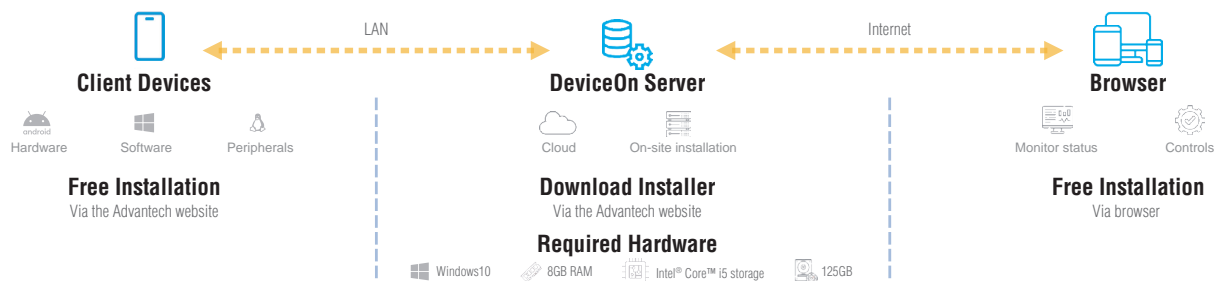 LAN
Internet
Client Devices
DeviceOn Server
Browser
android
Hardware
Software
Peripherals
Cloud
On-site installation
Monitor status
Controls
Free Installation
Via the Advantech website
Download Installer
Via the Advantech website
Free Installation
Via browser
Required Hardware
Windows10
8GB RAM
Intel® Core™ i5 storage
125GB